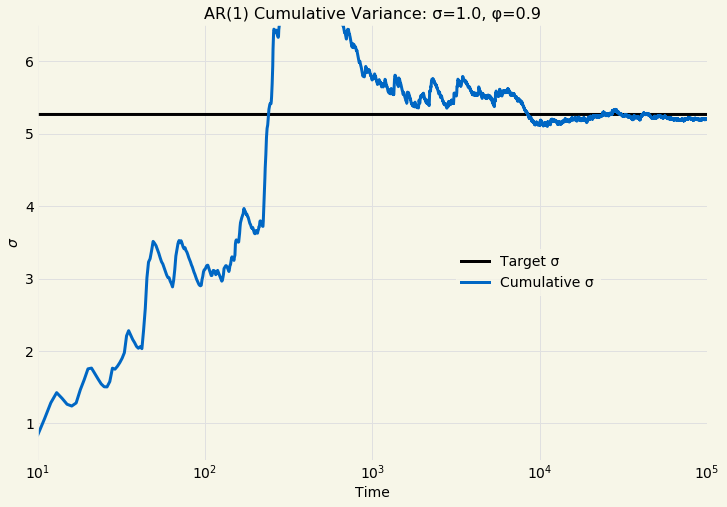 AR(1) Cumulative Variance: σ=1.0, φ=0.9
6
5
4
3
2
1
σ
Target σ
Cumulative σ
10¹ 10² 10³ 10⁴ 10⁵
Time